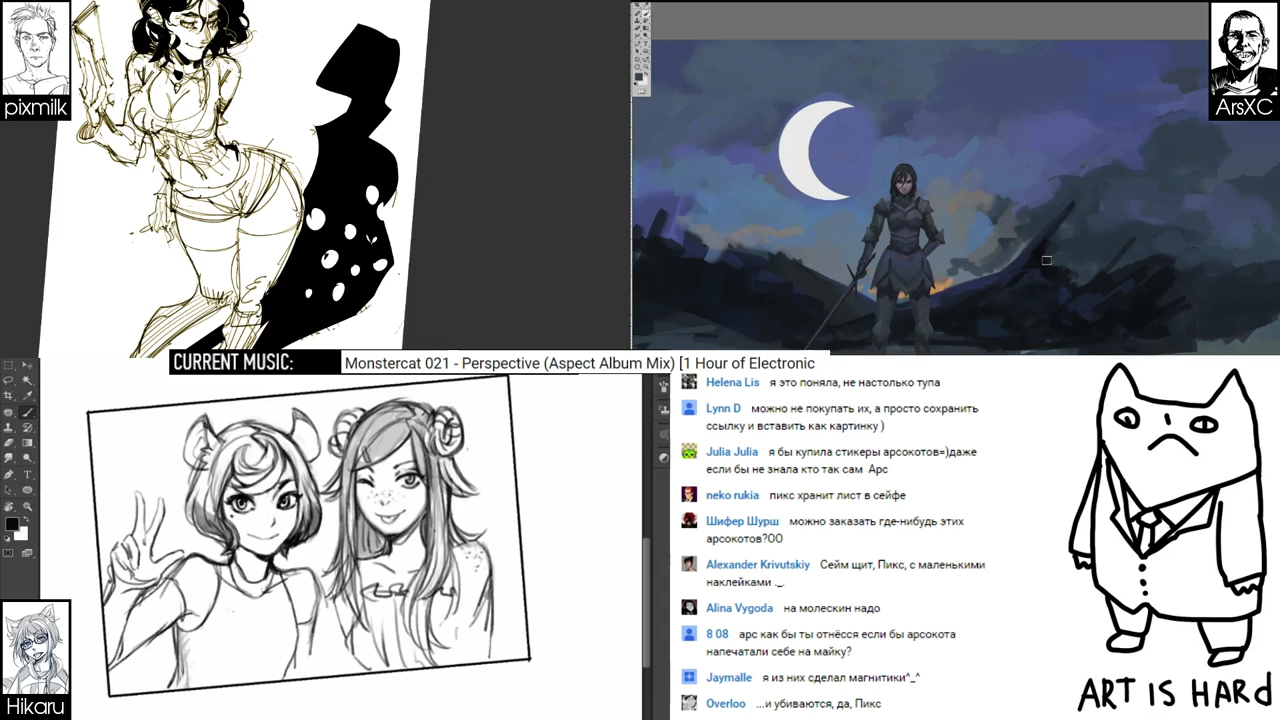 pixmilk
ArsXC
CURRENT MUSIC:
Monstercat 021 - Perspective (Aspect Album Mix) [1 Hour of Electronic
Helena Lis я это поняла, не настолько тупа
Lynn D можно не покупать их, а просто сохранить
ссылку и вставить как картинку )
Julia Julia я бы купила стикеры арсокотов=)даже
если бы не знала кто так сам Арс
neko rukia пикс хранит лист в сейфе
Шифер Шурш можно заказать где-нибудь этих
арсокотов?OO
Alexander Krivutskiy Сейм щит, Пикс, с маленькими
наклейками ._.
Alina Vygoda на молескин надо
8 08 арс как бы ты отнёсся если бы арсокота
напечатали себе на майку?
Jaymalle я из них сделал магнитики^_^
Overloo ...и убиваются, да, Пикс
Hikaru
ART IS HARd